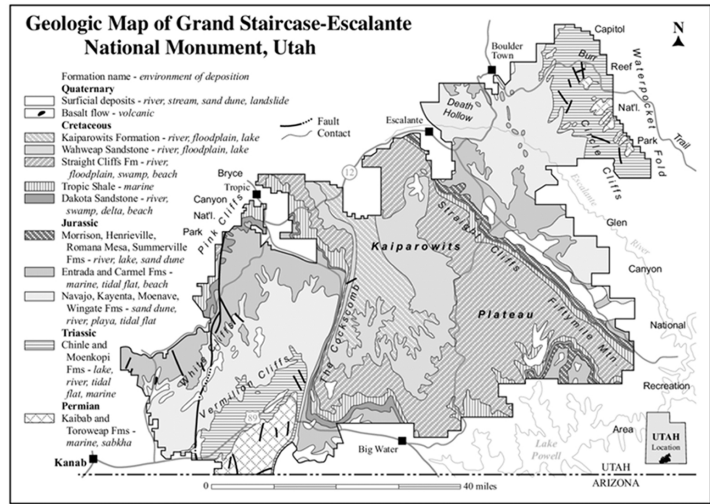 Geologic Map of Grand Staircase-Escalante
National Monument, Utah
Formation name - environment of deposition
Quaternary
Surficial deposits - river, stream, sand dune, landslide
Basalt flow - volcanic
Cretaceous
Kaiparowits Formation - river, floodplain, lake
Wahweap Sandstone - river, floodplain, lake
Straight Cliffs Fm - river,
floodplain, swamp, beach
Tropic Shale - marine
Dakota Sandstone - river,
swamp, delta, beach
Jurassic
Morrison, Henrieville,
Romana Mesa, Summerville
Fms - river, lake, sand dune
Entrada and Carmel Fms -
marine, tidal flat, beach
Navajo, Kayenta, Moenave,
Wingate Fms - sand dune,
river, playa, tidal flat
Triassic
Chinle and
Moenkopi
Fms - lake,
river, tidal
flat, marine
Permian
Kaibab and
Toroweap Fms -
marine, sabkha
Fault
Contact
N
Boulder
Town
Capitol
Reef
Nat'l.
Park
Burr
Trail
Waterpocket Fold
Circle Cliffs
Death
Hollow
Escalante
12
Bryce
Canyon
Nat'l.
Park
Tropic
Pink Cliffs
Escalante
River
Kaiparowits
Plateau
Straight Cliffs
Fiftymile Mtn
Glen
Canyon
National
Recreation
Area
The Cockscomb
White Cliffs
Vermilion Cliffs
89
Kanab
Big Water
Lake
Powell
UTAH
Location
UTAH
ARIZONA
0
40 miles